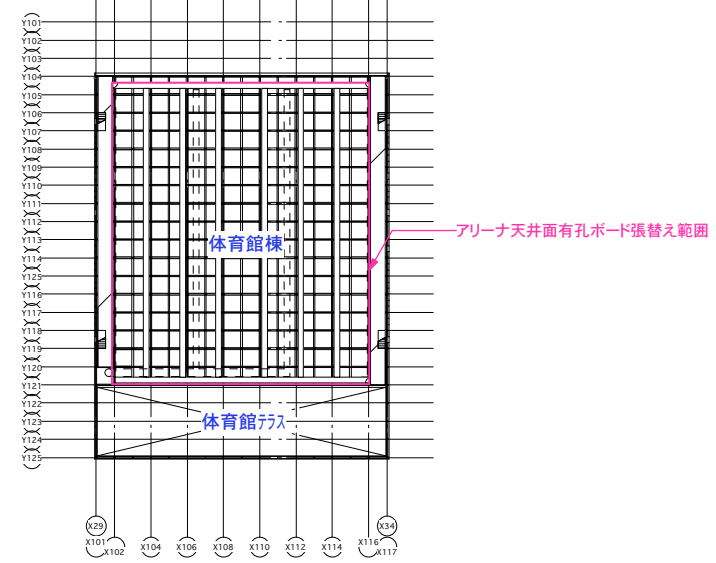 Y101
Y102
Y103
Y104
Y105
Y106
Y107
Y108
Y109
Y110
Y111
Y112
Y113
Y114
Y125
Y116
Y117
Y118
Y119
Y120
Y121
Y122
Y123
Y124
Y125
体育館棟
アリーナ天井面有孔ボード張替え範囲
体育館テラス
X29
X34
X101
X102
X104
X106
X108
X110
X112
X114
X116
X117